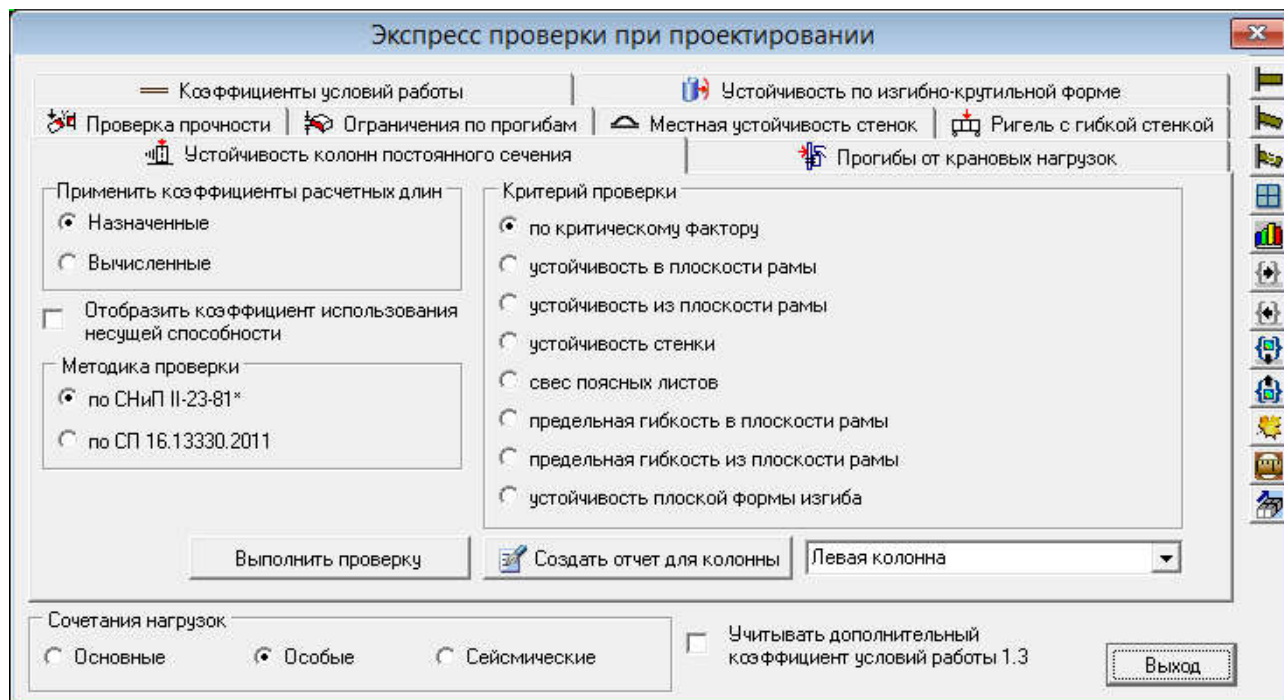 Экспресс проверки при проектировании
Коэффициенты условий работы
Устойчивость по изгибно-крутильной форме
Проверка прочности
Ограничения по прогибам
Местная устойчивость стенок
Ригель с гибкой стенкой
Устойчивость колонн постоянного сечения
Прогибы от крановых нагрузок
Применить коэффициенты расчетных длин
Назначенные
Вычисленные
Отобразить коэффициент использования
несущей способности
Методика проверки
по СНиП II-23-81*
по СП 16.13330.2011
Критерий проверки
по критическому фактору
устойчивость в плоскости рамы
устойчивость из плоскости рамы
устойчивость стенки
свес поясных листов
предельная гибкость в плоскости рамы
предельная гибкость из плоскости рамы
устойчивость плоской формы изгиба
Выполнить проверку
Создать отчет для колонны
Левая колонна
Сочетания нагрузок
Основные
Особые
Сейсмические
Учитывать дополнительный
коэффициент условий работы 1.3
Выход